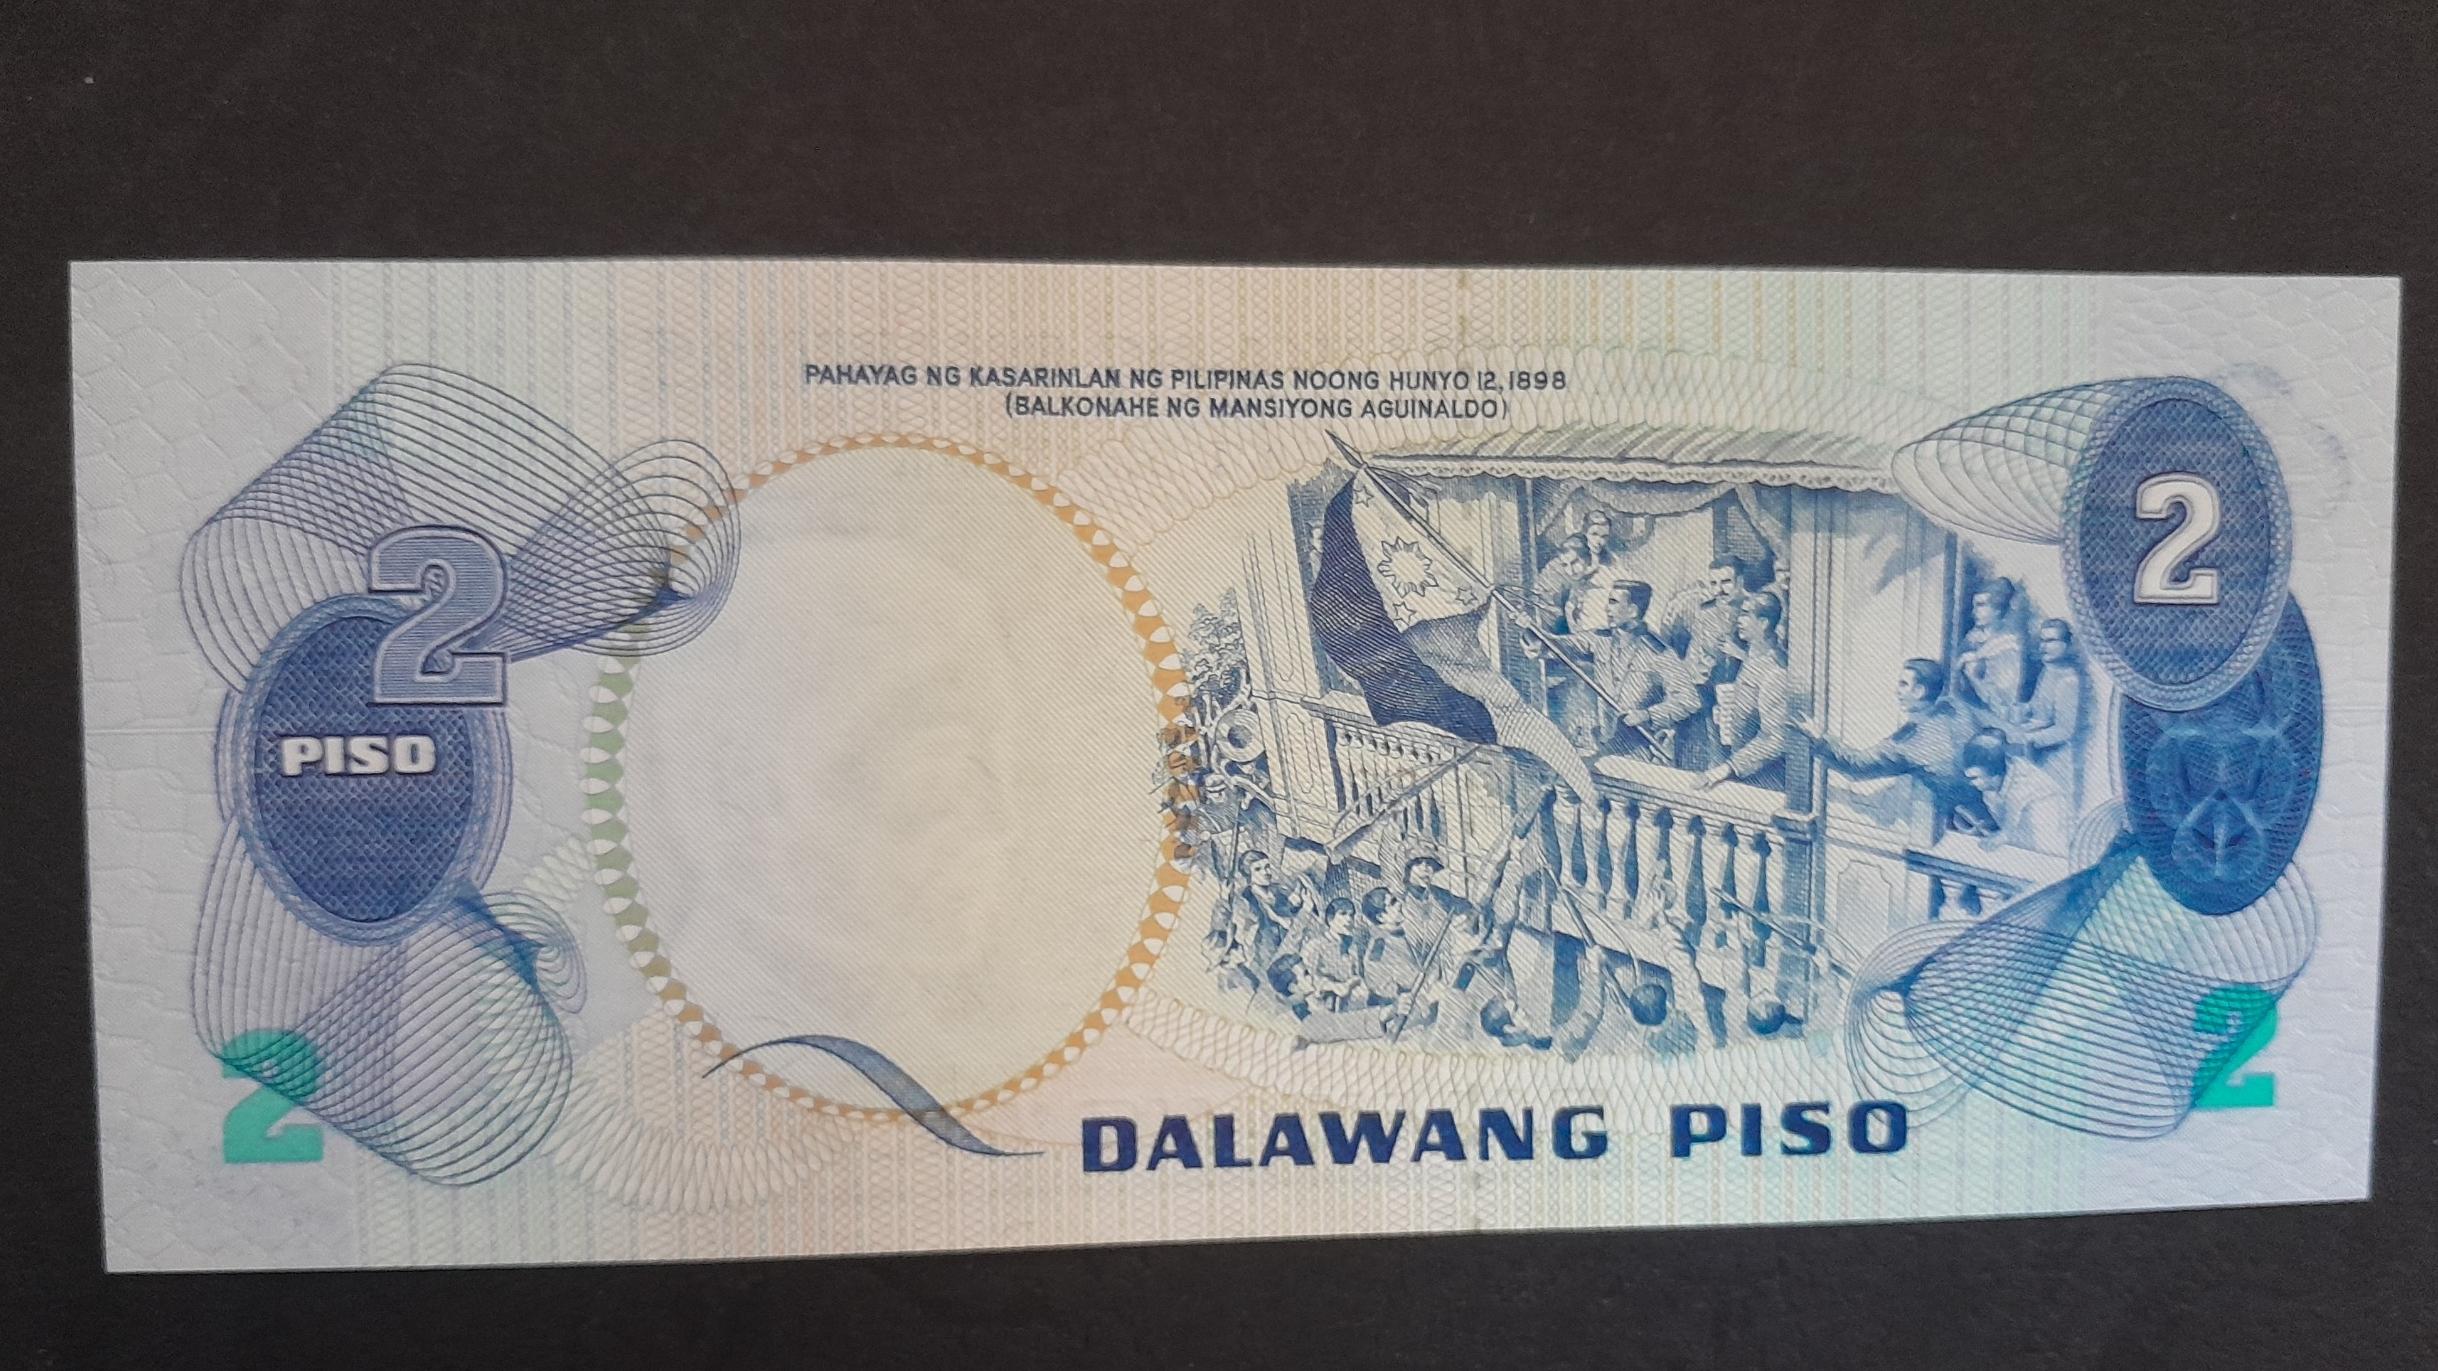 PAHAYAG NG KASARINLAN NG PILIPINAS NOONG HUNYO 12, 1898
(BALKONAHE NG MANSIYONG AGUINALDO)
2
PISO
2
2
2
DALAWANG PISO